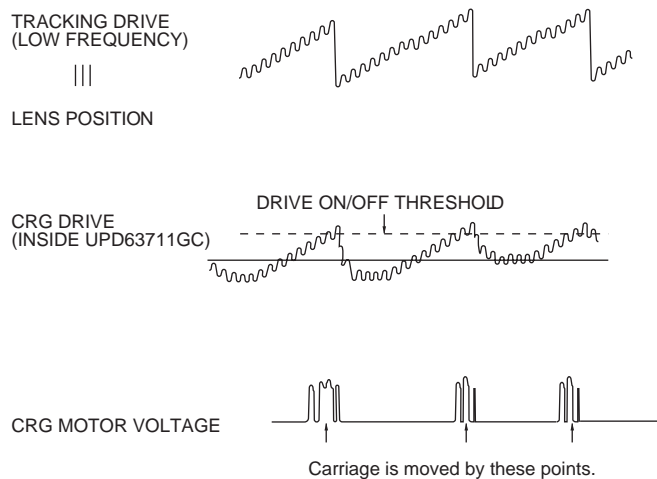 TRACKING DRIVE
(LOW FREQUENCY)
|||
LENS POSITION
DRIVE ON/OFF THRESHOLD
CRG DRIVE
(INSIDE UPD63711GC)
CRG MOTOR VOLTAGE
Carriage is moved by these points.